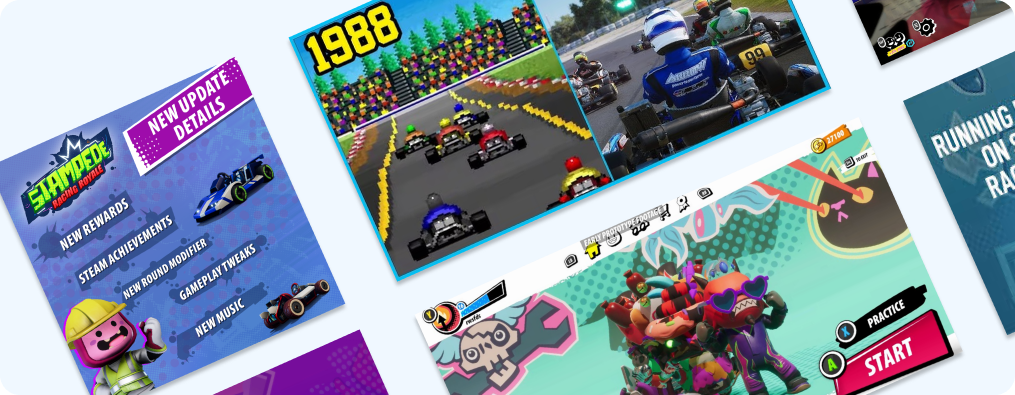 NEW UPDATE
DETAILS
STAMPEDE
RACING ROYALE
NEW REWARDS
STEAM ACHIEVEMENTS
NEW ROUND MODIFIER
GAMEPLAY TWEAKS
NEW MUSIC
1988
99
27100
EARLY PROTOTYPE FOOTAGE
Y
X
PRACTICE
A
START
RUNNING
ON